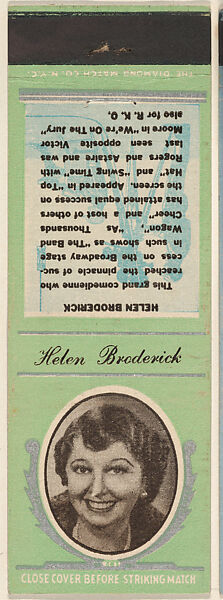 THE DIAMOND MATCH CO. N.Y.C.
HELEN BRODERICK
This grand comedienne who
reached the pinnacle of suc-
cess on the Broadway stage
in such shows as "The Band
Wagon", "As Thousands
Cheer," and a host of others
has attained equal success on
the screen. Appeared in "Top
Hat" and "Swing Time" with
Rogers and Astaire and was
last seen opposite Victor
Moore in "We're On The Jury"
also for R. K. O.
Helen Broderick
CLOSE COVER BEFORE STRIKING MATCH